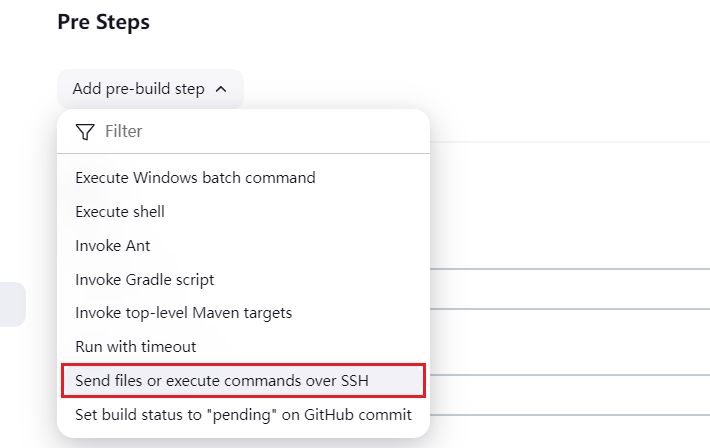 Pre Steps
Add pre-build step
Filter
Execute Windows batch command
Execute shell
Invoke Ant
Invoke Gradle script
Invoke top-level Maven targets
Run with timeout
Send files or execute commands over SSH
Set build status to "pending" on GitHub commit